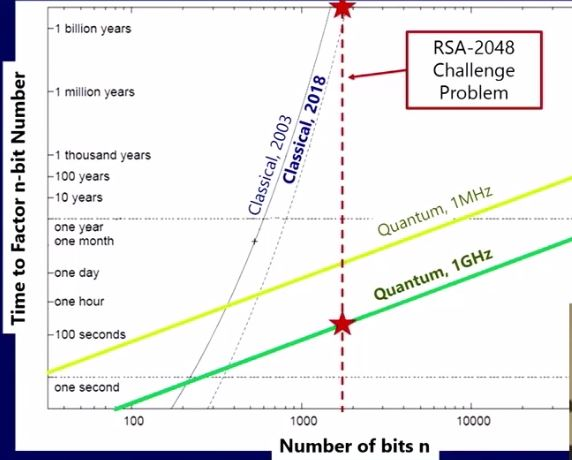 1 billion years
RSA-2048
Challenge
Problem
1 million years
Classical, 2003
Classical, 2018
1 thousand years
100 years
10 years
one year
one month
one day
one hour
100 seconds
one second
Quantum, 1MHz
Quantum, 1GHz
Time to Factor n-bit Number
100
1000
10000
Number of bits n